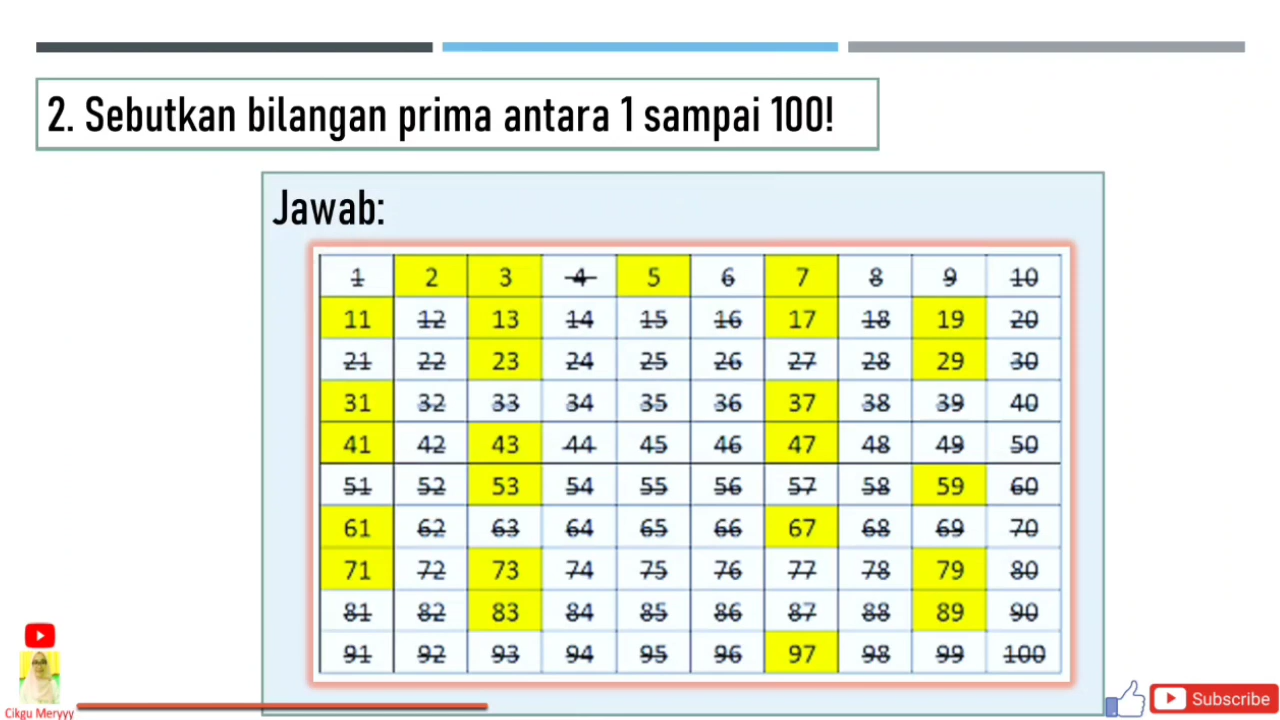 2. Sebutkan bilangan prima antara 1 sampai 100!
Jawab:
1 2 3 4 5 6 7 8 9 10
11 12 13 14 15 16 17 18 19 20
21 22 23 24 25 26 27 28 29 30
31 32 33 34 35 36 37 38 39 40
41 42 43 44 45 46 47 48 49 50
51 52 53 54 55 56 57 58 59 60
61 62 63 64 65 66 67 68 69 70
71 72 73 74 75 76 77 78 79 80
81 82 83 84 85 86 87 88 89 90
91 92 93 94 95 96 97 98 99 100
Cikgu Meryyy
Subscribe